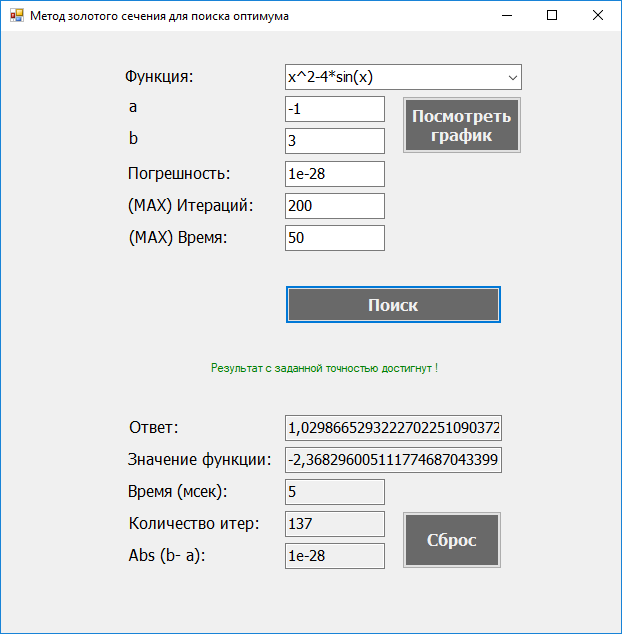 Метод золотого сечения для поиска оптимума
Функция: x^2-4*sin(x)
a -1
b 3
Посмотреть
график
Погрешность: 1e-28
(MAX) Итераций: 200
(MAX) Время: 50
Поиск
Результат с заданной точностью достигнут !
Ответ: 1,0298665293222702251090372
Значение функции: -2,368296005111774687043399
Время (мсек): 5
Количество итер: 137
Abs (b- a): 1e-28
Сброс